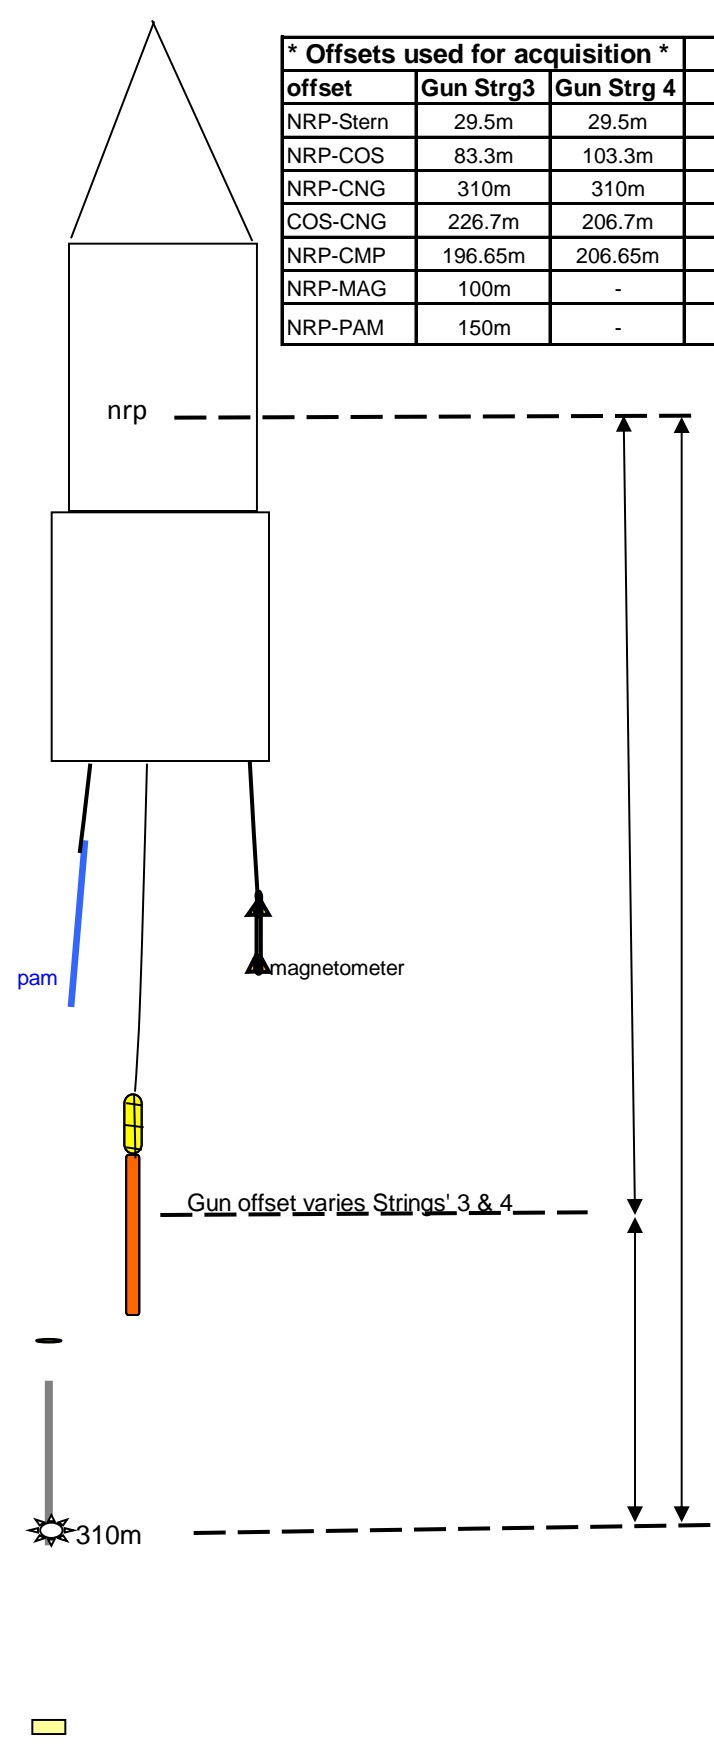 * Offsets used for acquisition *
offset Gun Strg3 Gun Strg 4
NRP-Stern 29.5m 29.5m
NRP-COS 83.3m 103.3m
NRP-CNG 310m 310m
COS-CNG 226.7m 206.7m
NRP-CMP 196.65m 206.65m
NRP-MAG 100m -
NRP-PAM 150m -
nrp
pam
magnetometer
Gun offset varies Strings' 3 & 4
310m